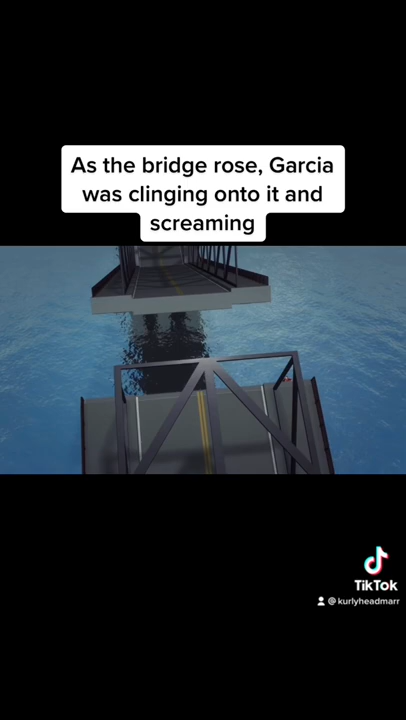 As the bridge rose, Garcia
was clinging onto it and
screaming
TikTok
@kurlyheadmarr